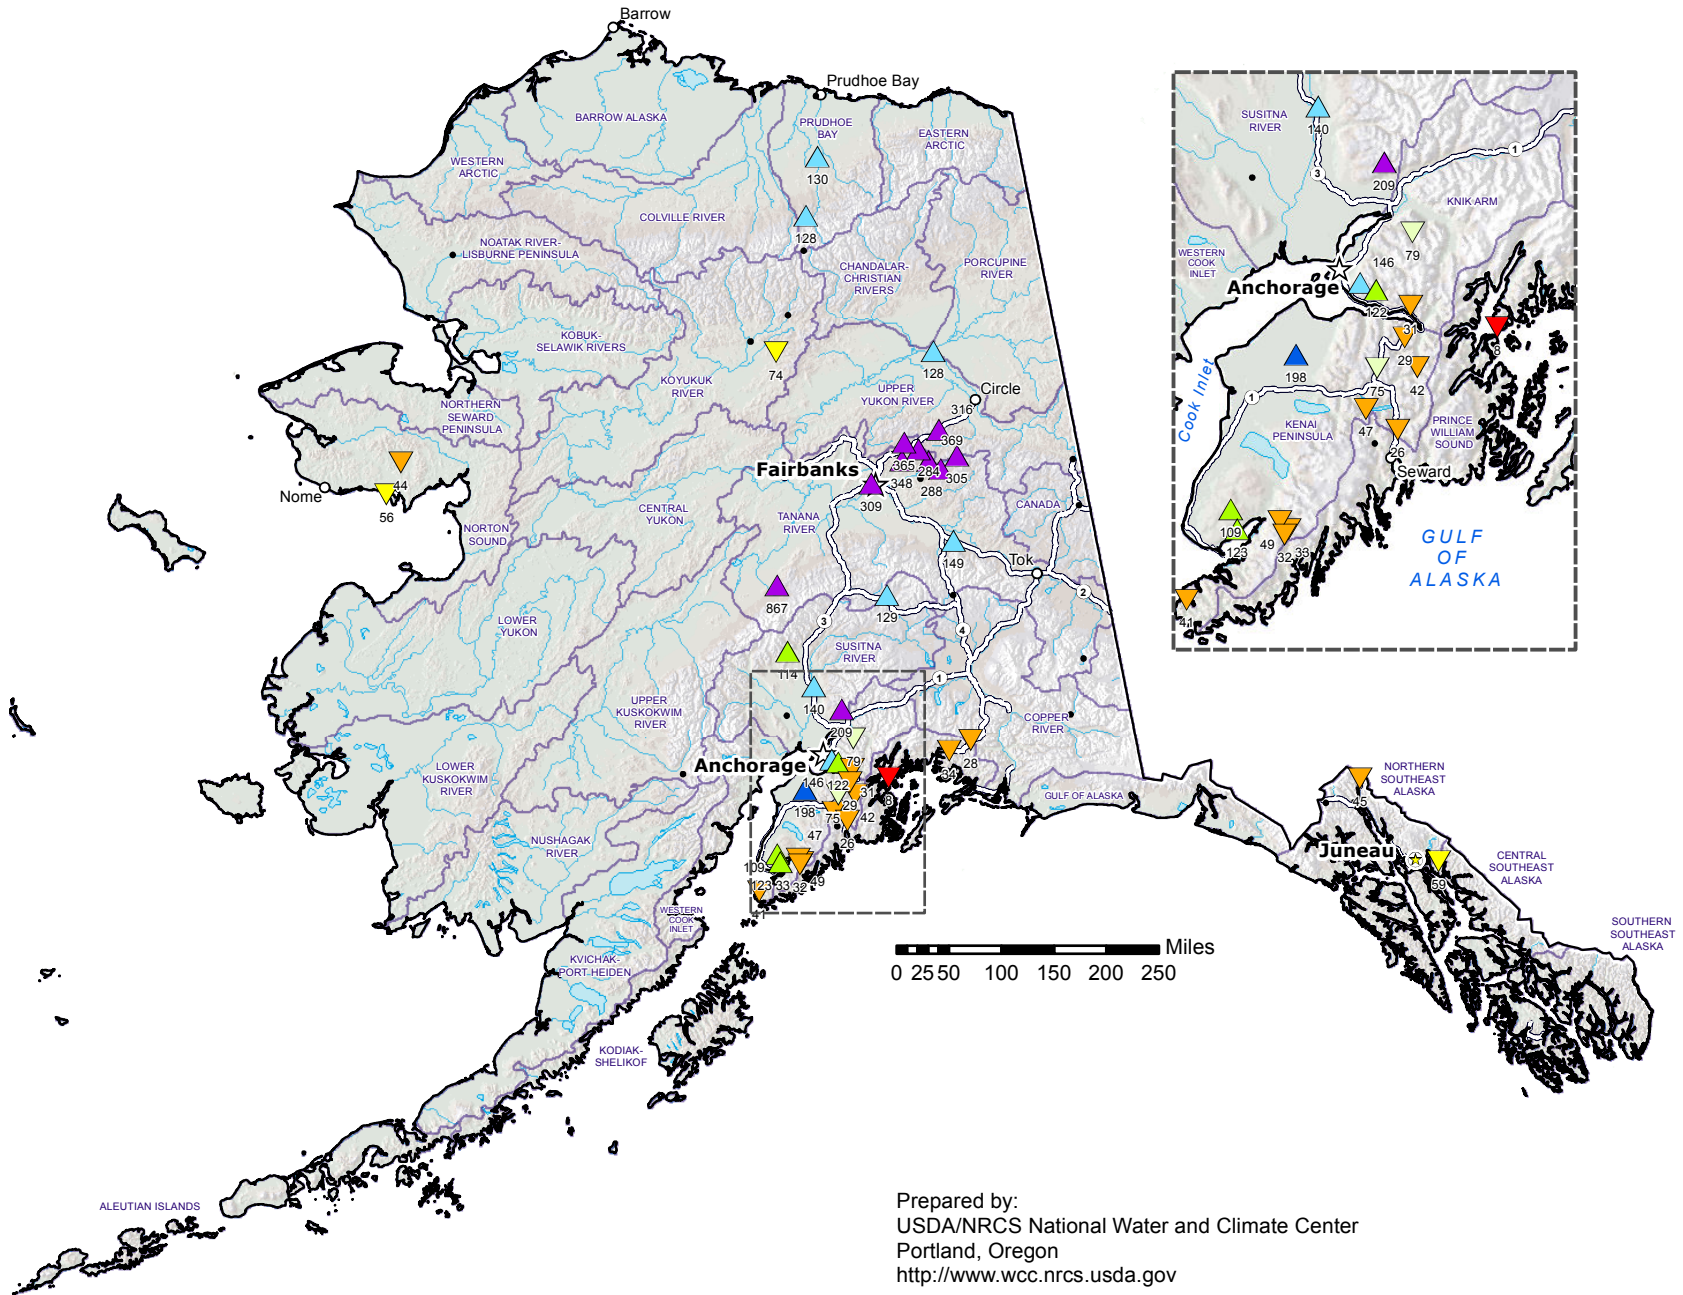 Barrow
Prudhoe Bay
BARROW ALASKA
PRUDHOE
BAY
EASTERN
ARCTIC
WESTERN
ARCTIC
130
COLVILLE RIVER
128
NOATAK RIVER-
LISBURNE PENINSULA
CHANDALAR-
CHRISTIAN
RIVERS
PORCUPINE
RIVER
KOBUK-
SELAWIK RIVERS
74
128
KOYUKUK
RIVER
UPPER
YUKON RIVER
Circle
316
NORTHERN
SEWARD
PENINSULA
369
365
284
305
348
288
Fairbanks
309
44
Nome
56
NORTON
SOUND
CENTRAL
YUKON
TANANA
RIVER
CANADA
149
Tok
2
867
129
3
4
LOWER
YUKON
SUSITNA
RIVER
114
1
140
UPPER
KUSKOKWIM
RIVER
209
COPPER
RIVER
28
34
79
Anchorage
146
122
31
8
29
198
75
42
47
26
LOWER
KUSKOKWIM
RIVER
NUSHAGAK
RIVER
109
123
33
32
49
41
WESTERN
COOK
INLET
KVICHAK-
PORT HEIDEN
KODIAK-
SHELIKOF
ALEUTIAN ISLANDS
GULF OF ALASKA
NORTHERN
SOUTHEAST
ALASKA
45
Juneau
59
CENTRAL
SOUTHEAST
ALASKA
SOUTHERN
SOUTHEAST
ALASKA
SUSITNA
RIVER
140
1
3
209
KNIK ARM
79
WESTERN
COOK
INLET
146
Anchorage
122
31
8
29
42
198
75
Cook Inlet
1
KENAI
PENINSULA
47
PRINCE
WILLIAM
SOUND
26
Seward
109
123
49
32
33
41
GULF
OF
ALASKA
Miles
0 25 50 100 150 200 250
Prepared by:
USDA/NRCS National Water and Climate Center
Portland, Oregon
http://www.wcc.nrcs.usda.gov